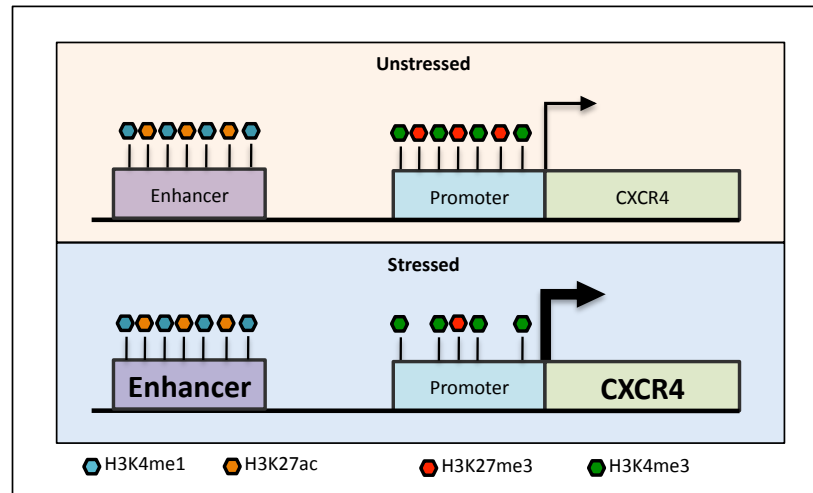 Unstressed
Enhancer Promoter CXCR4
Stressed
Enhancer Promoter CXCR4
H3K4me1 H3K27ac H3K27me3 H3K4me3